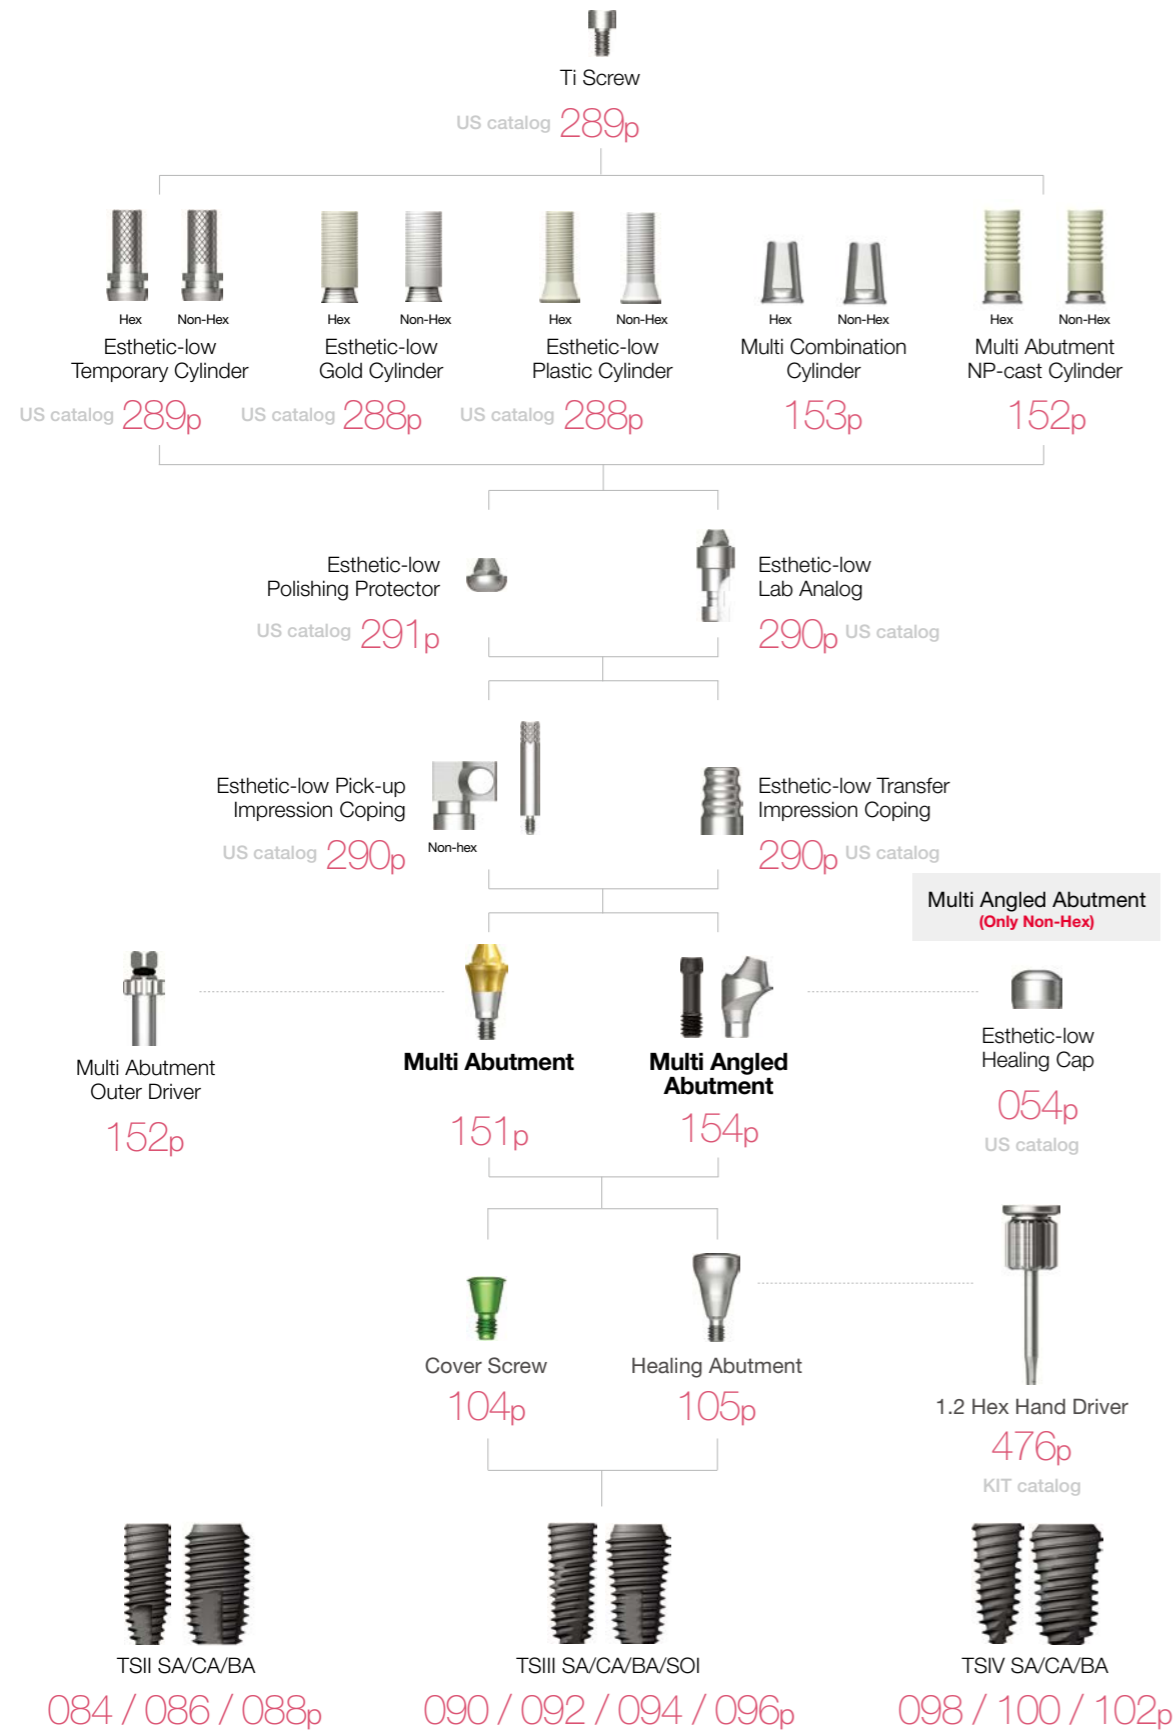 Ti Screw
US catalog 289p
Hex Non-Hex
Esthetic-low
Temporary Cylinder
US catalog 289p
Hex Non-Hex
Esthetic-low
Gold Cylinder
US catalog 288p
Hex Non-Hex
Esthetic-low
Plastic Cylinder
US catalog 288p
Hex Non-Hex
Multi Combination
Cylinder
153p
Hex Non-Hex
Multi Abutment
NP-cast Cylinder
152p
Esthetic-low
Polishing Protector
US catalog 291p
Esthetic-low
Lab Analog
290p US catalog
Esthetic-low Pick-up
Impression Coping
US catalog 290p
Non-hex
Esthetic-low Transfer
Impression Coping
290p US catalog
Multi Angled Abutment
(Only Non-Hex)
Multi Abutment
Outer Driver
152p
Multi Abutment
151p
Multi Angled
Abutment
154p
Esthetic-low
Healing Cap
054p
US catalog
Cover Screw
104p
Healing Abutment
105p
1.2 Hex Hand Driver
476p
KIT catalog
TSII SA/CA/BA
084 / 086 / 088p
TSIII SA/CA/BA/SOI
090 / 092 / 094 / 096p
TSIV SA/CA/BA
098 / 100 / 102p